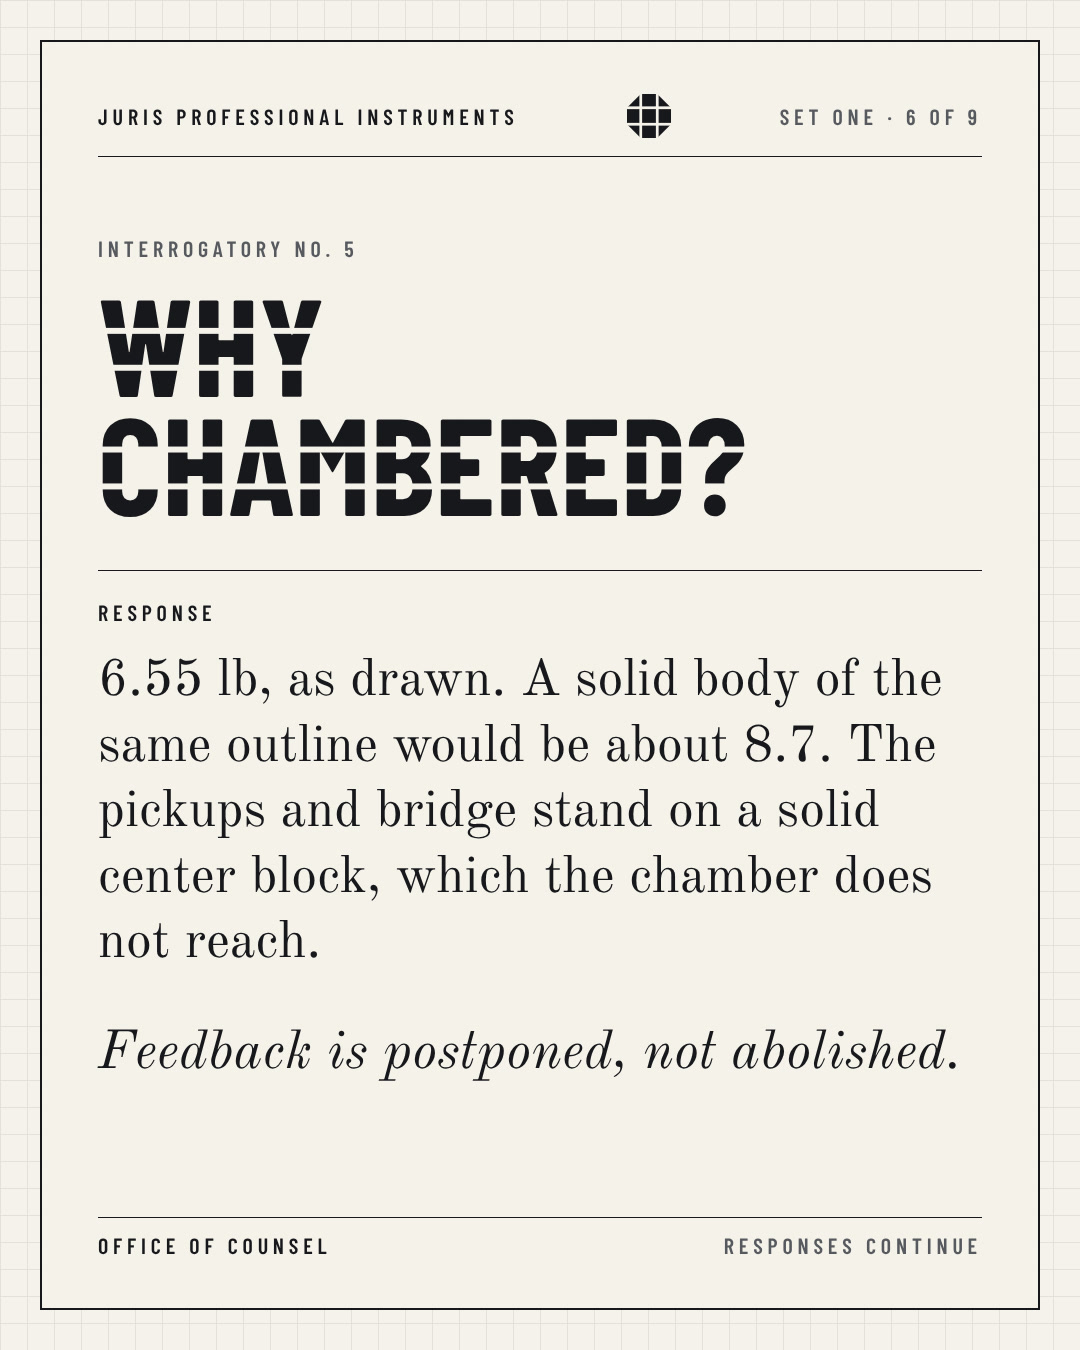 JURIS PROFESSIONAL INSTRUMENTS
SET ONE · 6 OF 9
INTERROGATORY NO. 5
WHY
CHAMBERED?
RESPONSE
6.55 lb, as drawn. A solid body of the
same outline would be about 8.7. The
pickups and bridge stand on a solid
center block, which the chamber does
not reach.
Feedback is postponed, not abolished.
OFFICE OF COUNSEL
RESPONSES CONTINUE